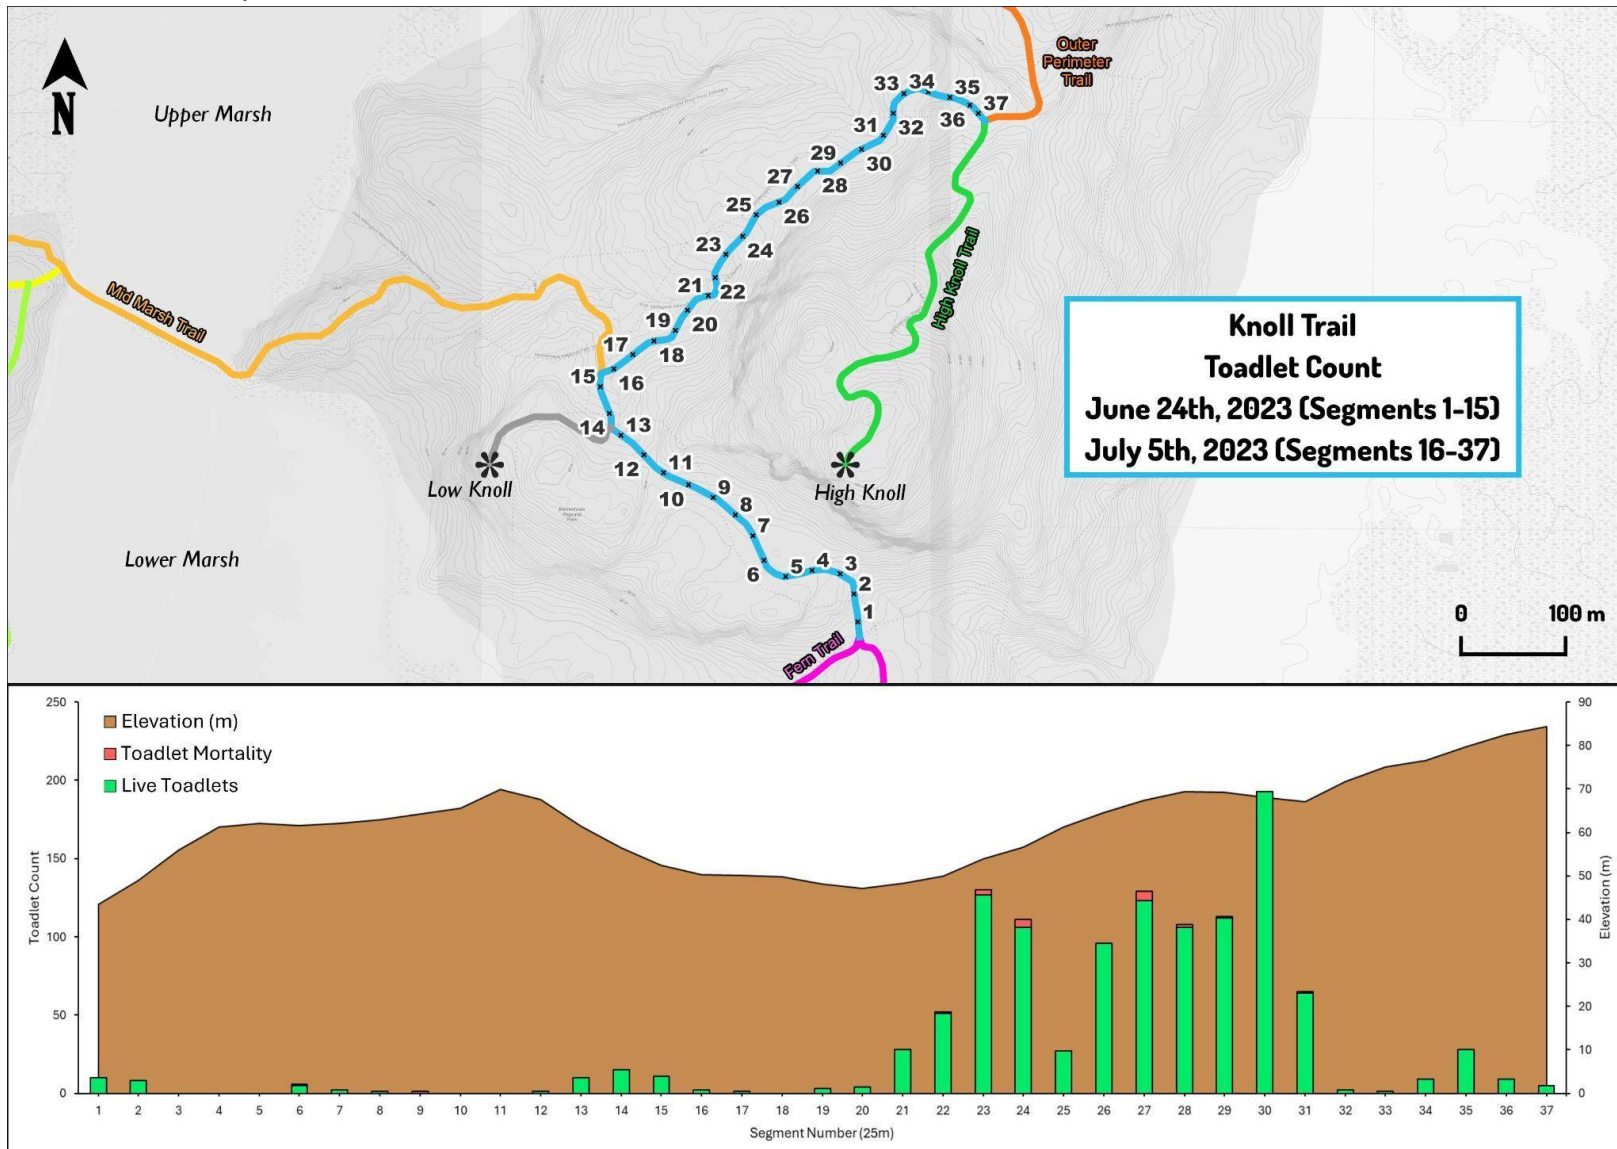 Outer
Perimeter
Trail
N
Upper Marsh
33 34 35
37
36
32
31
30
29
28
27
26
25
24
23
22
21
20
19
18
17
16
15
14
13
12
11
10
9
8
7
6
5
4
3
2
1
Mid Marsh Trail
High Knoll Trail
Knoll Trail
Toadlet Count
June 24th, 2023 (Segments 1-15)
July 5th, 2023 (Segments 16-37)
Low Knoll
High Knoll
Lower Marsh
Fern Trail
0 100 m
Elevation (m)
Toadlet Mortality
Live Toadlets
250
200
150
100
50
0
Toadlet Count
90
80
70
60
50
40
30
20
10
0
Elevation (m)
1 2 3 4 5 6 7 8 9 10 11 12 13 14 15 16 17 18 19 20 21 22 23 24 25 26 27 28 29 30 31 32 33 34 35 36 37
Segment Number (25m)